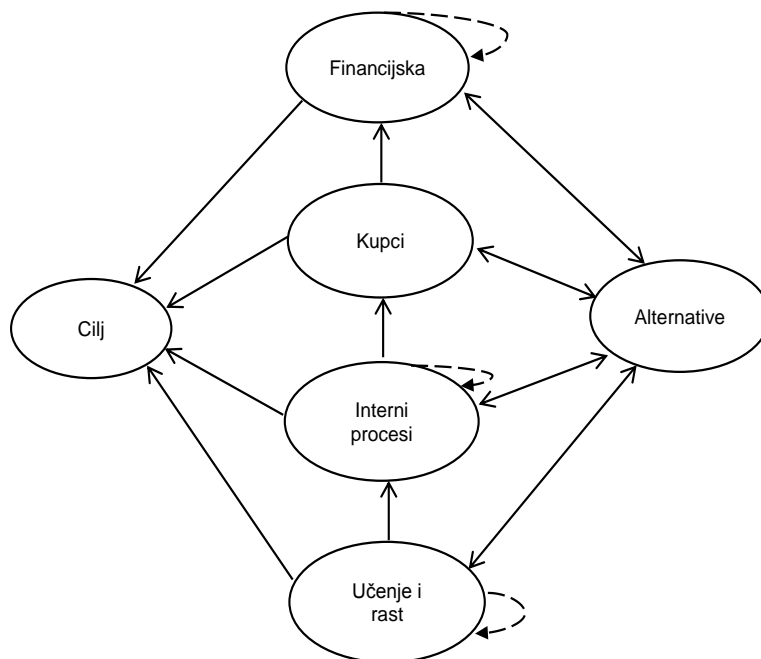 Financijska
Kupci
Cilj
Alternative
Interni
procesi
Učenje i
rast